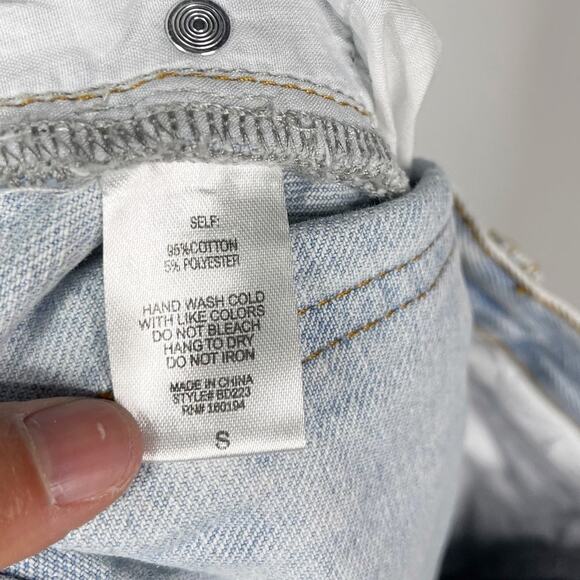 SELF:
95%COTTON
5% POLYESTER
HAND WASH COLD
WITH LIKE COLORS
DO NOT BLEACH
HANG TO DRY
DO NOT IRON
MADE IN CHINA
STYLE# BD223
RN# 160194
S